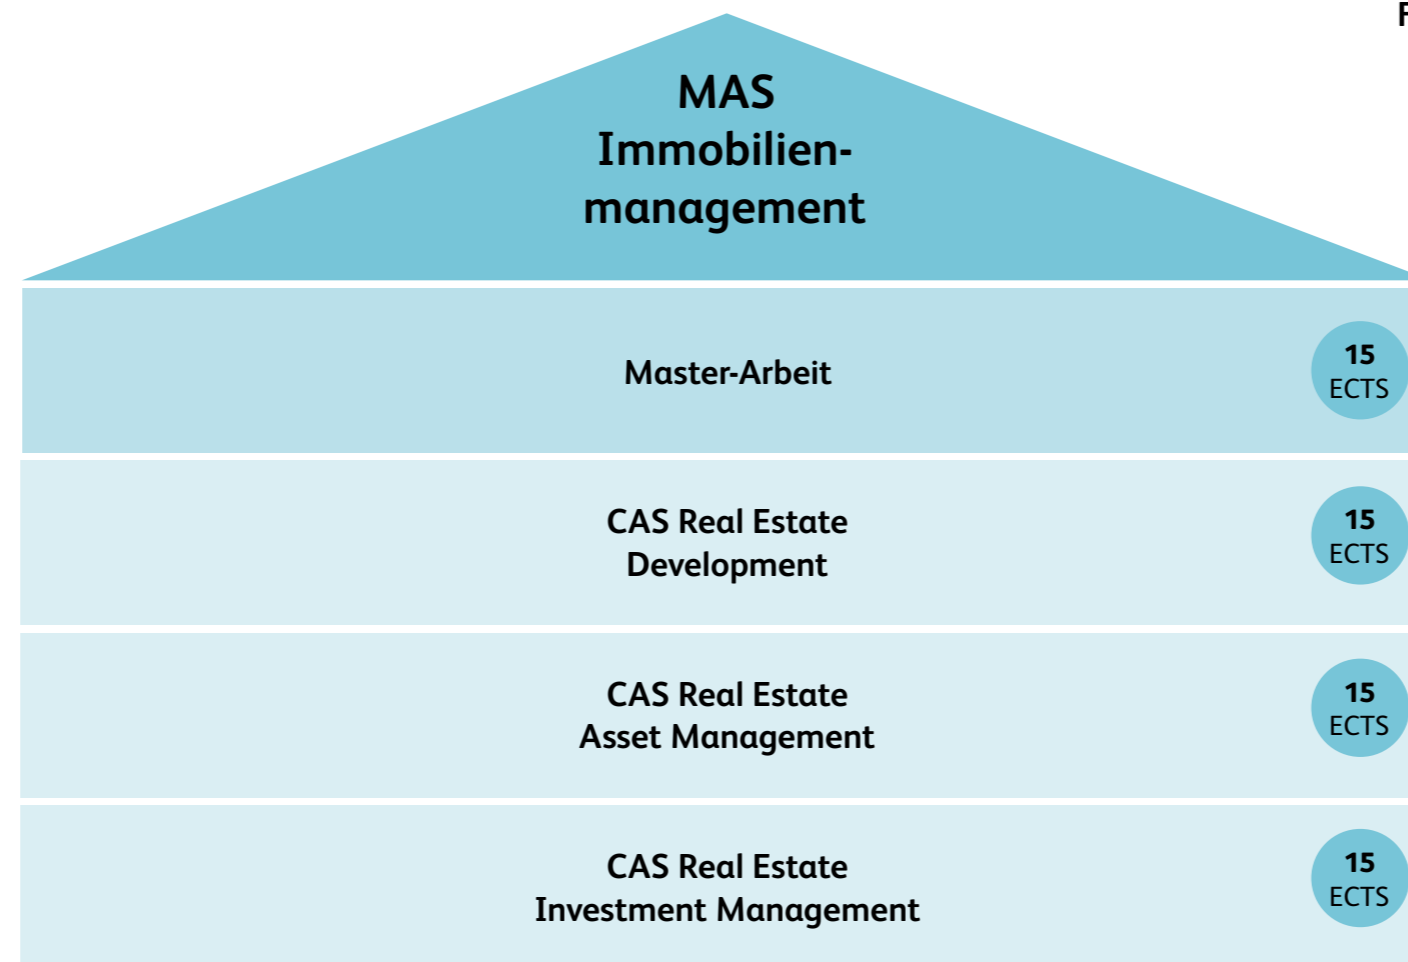 MAS
Immobilien-
management
Master-Arbeit
15
ECTS
CAS Real Estate
Development
15
ECTS
CAS Real Estate
Asset Management
15
ECTS
CAS Real Estate
Investment Management
15
ECTS